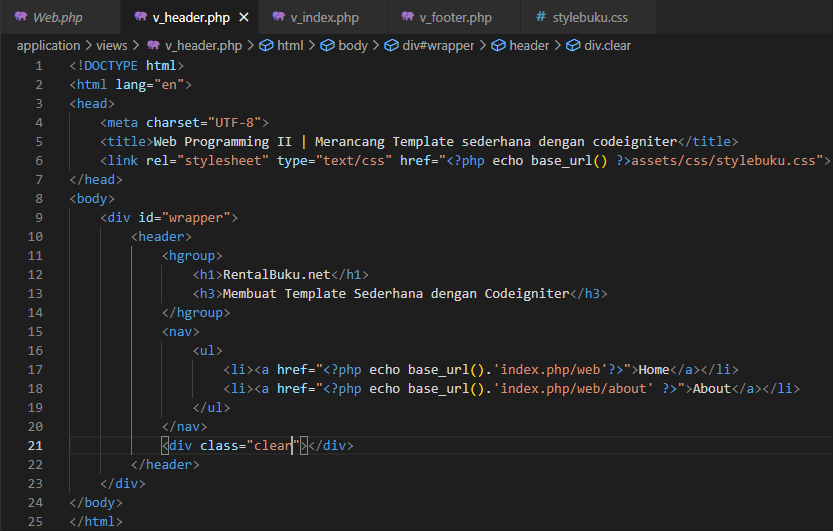 Web.php v_header.php × v_index.php v_footer.php # stylebuku.css
application > views > v_header.php > html > body > div#wrapper > header > div.clear
1 <!DOCTYPE html>
2 <html lang="en">
3 <head>
4 <meta charset="UTF-8">
5 <title>Web Programming II | Merancang Template sederhana dengan codeigniter</title>
6 <link rel="stylesheet" type="text/css" href="<?php echo base_url() ?>assets/css/stylebuku.css">
7 </head>
8 <body>
9 <div id="wrapper">
10 <header>
11 <hgroup>
12 <h1>RentalBuku.net</h1>
13 <h3>Membuat Template Sederhana dengan Codeigniter</h3>
14 </hgroup>
15 <nav>
16 <ul>
17 <li><a href="<?php echo base_url().'index.php/web'?>">Home</a></li>
18 <li><a href="<?php echo base_url().'index.php/web/about' ?>">About</a></li>
19 </ul>
20 </nav>
21 <div class="clear"></div>
22 </header>
23 </div>
24 </body>
25 </html>